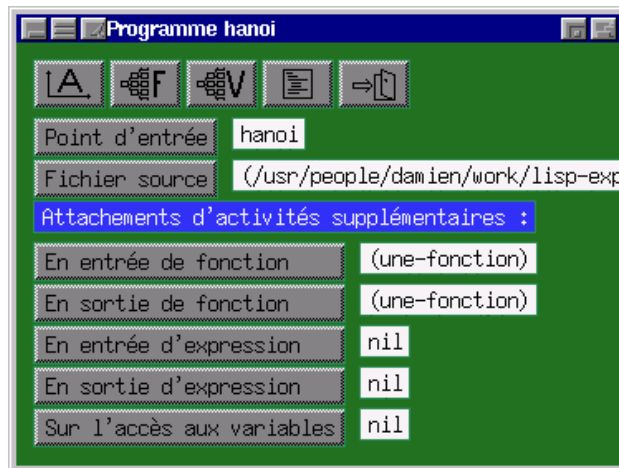 Programme hanoi
A F V
Point d'entrée hanoi
Fichier source (/usr/people/damien/work/lisp-exp
Attachements d'activités supplémentaires :
En entrée de fonction (une-fonction)
En sortie de fonction (une-fonction)
En entrée d'expression nil
En sortie d'expression nil
Sur l'accès aux variables nil